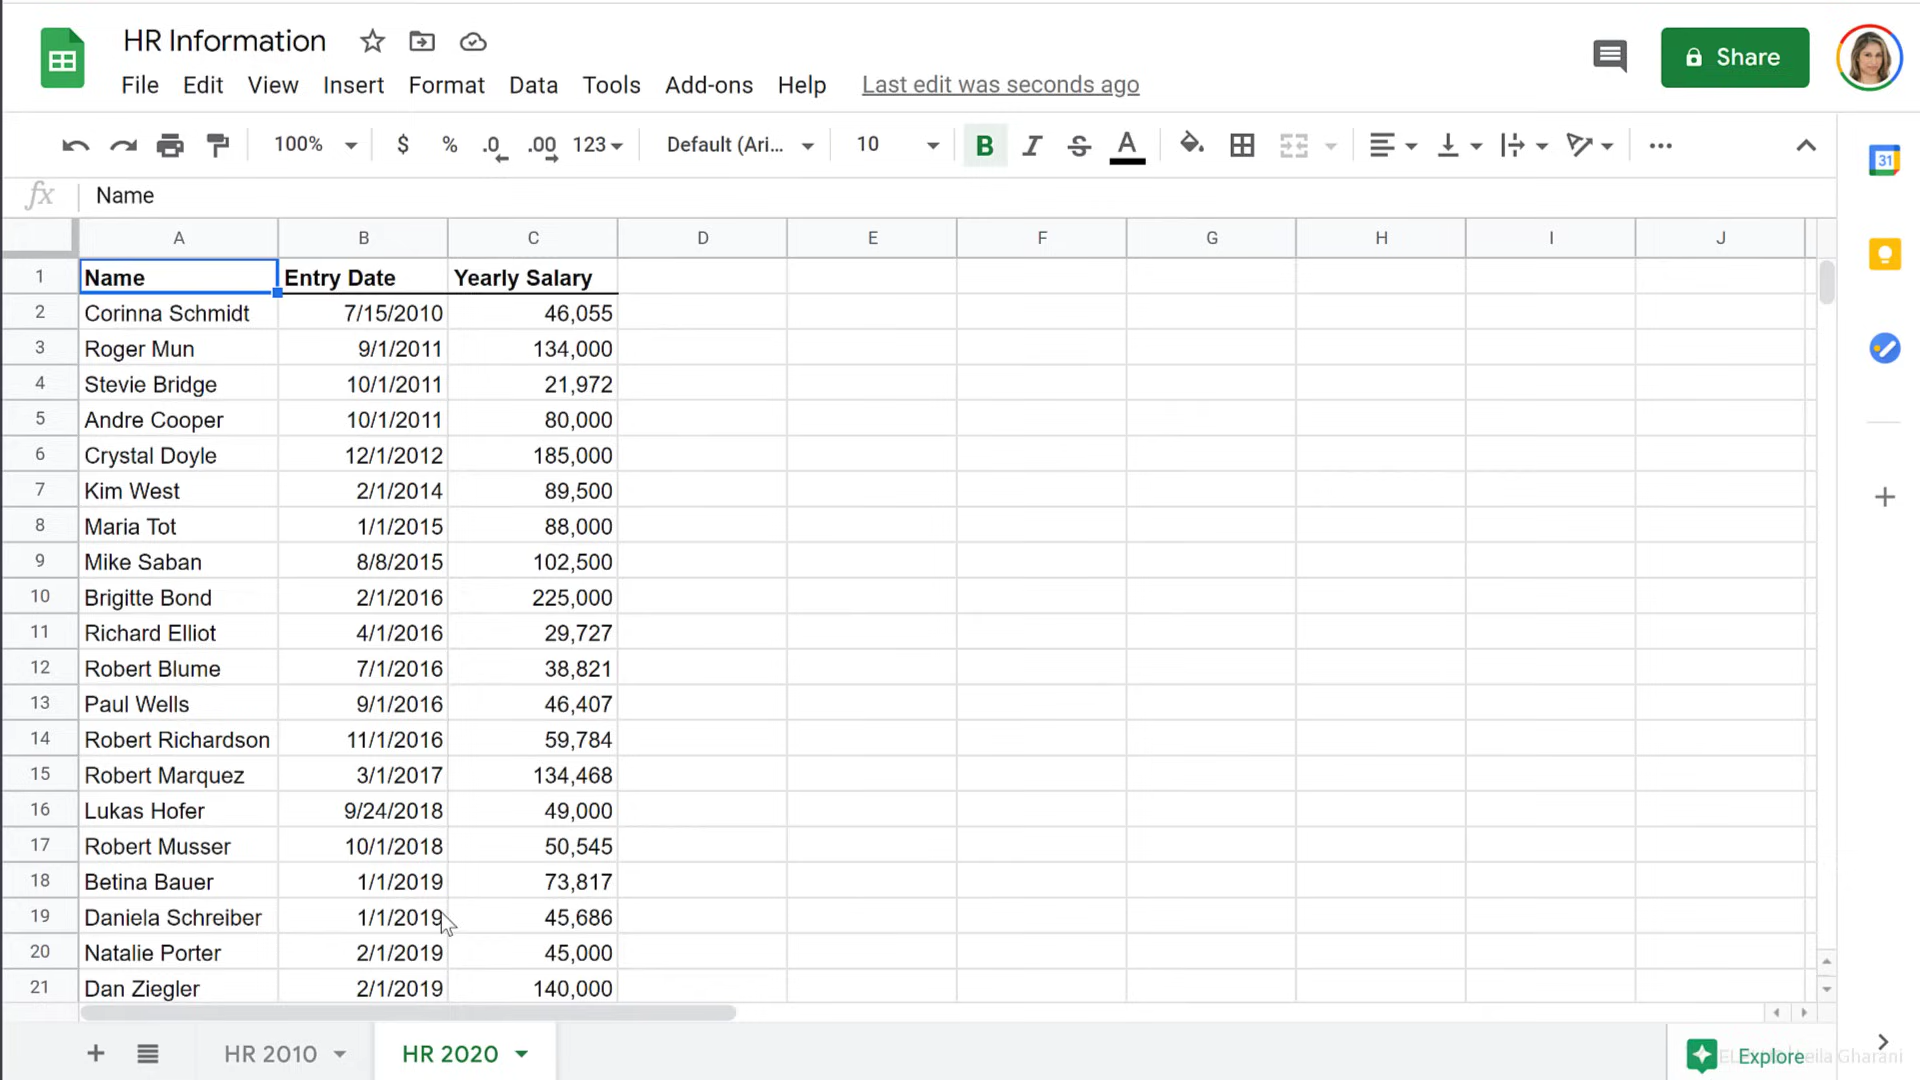 HR Information
File Edit View Insert Format Data Tools Add-ons Help Last edit was seconds ago
Share
100% $ % .0 .00 123 Default (Ari... 10 B I S A
31
fx Name
A B C D E F G H I J
1 Name Entry Date Yearly Salary
2 Corinna Schmidt 7/15/2010 46,055
3 Roger Mun 9/1/2011 134,000
4 Stevie Bridge 10/1/2011 21,972
5 Andre Cooper 10/1/2011 80,000
6 Crystal Doyle 12/1/2012 185,000
7 Kim West 2/1/2014 89,500
8 Maria Tot 1/1/2015 88,000
9 Mike Saban 8/8/2015 102,500
10 Brigitte Bond 2/1/2016 225,000
11 Richard Elliot 4/1/2016 29,727
12 Robert Blume 7/1/2016 38,821
13 Paul Wells 9/1/2016 46,407
14 Robert Richardson 11/1/2016 59,784
15 Robert Marquez 3/1/2017 134,468
16 Lukas Hofer 9/24/2018 49,000
17 Robert Musser 10/1/2018 50,545
18 Betina Bauer 1/1/2019 73,817
19 Daniela Schreiber 1/1/2019 45,686
20 Natalie Porter 2/1/2019 45,000
21 Dan Ziegler 2/1/2019 140,000
HR 2010 HR 2020 Explore Gharani